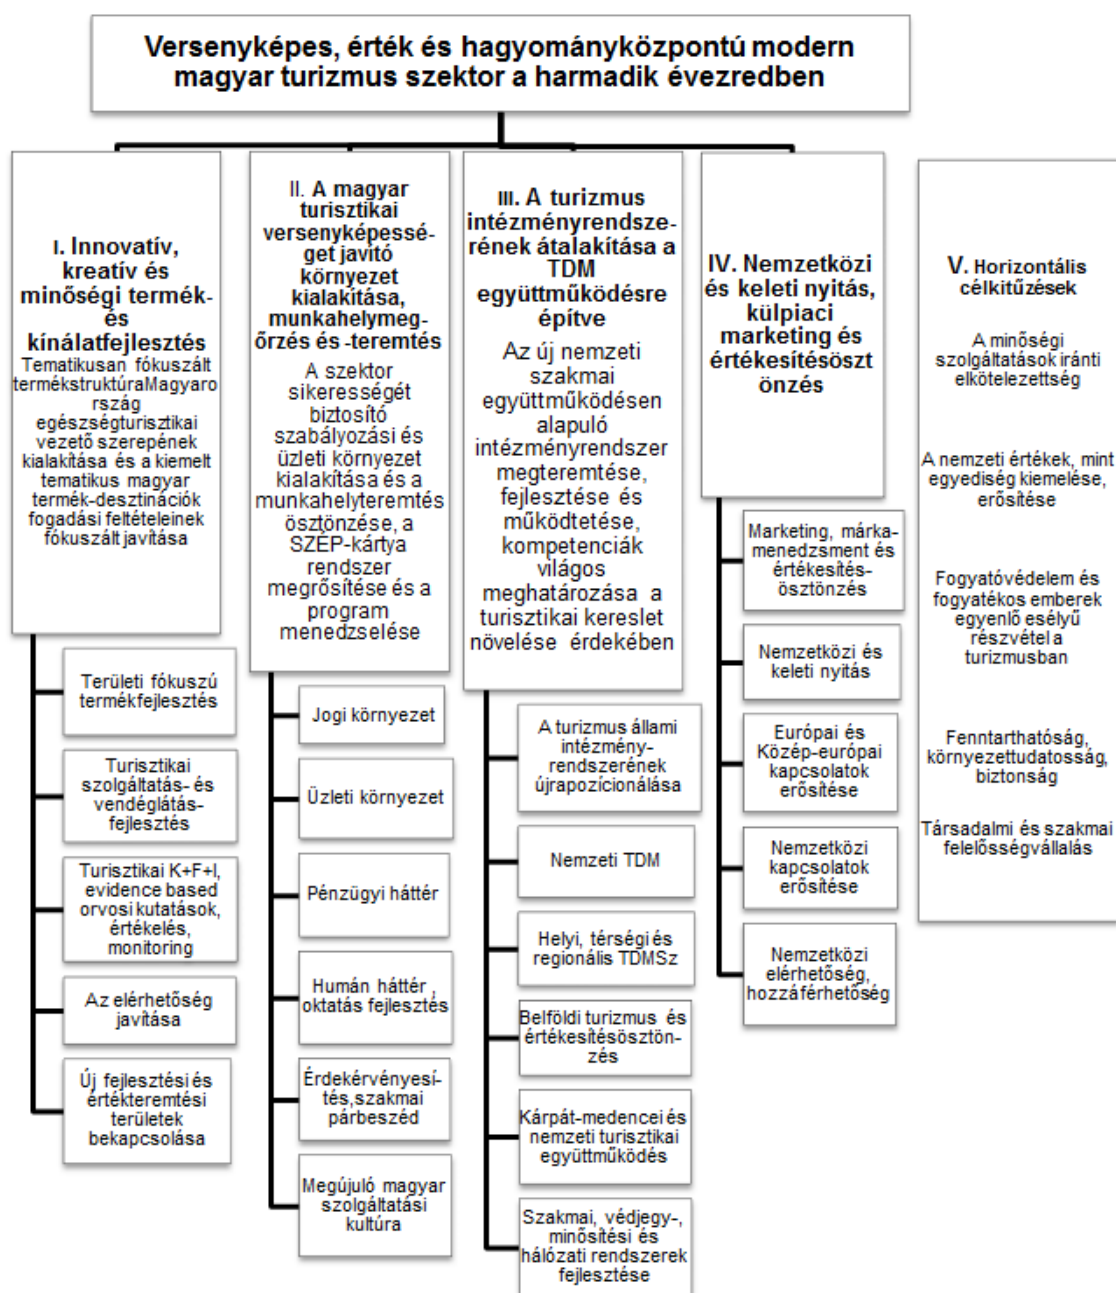 Versenyképes, érték és hagyományközpontú modern
magyar turizmus szektor a harmadik évezredben
I. Innovatív,
kreatív és
minőségi termék-
és
kínálatfejlesztés
Tematikusan fókuszált
termékstruktúraMagyaro
rszág
egészségturisztikai
vezető szerepének
kialakítása és a kiemelt
tematikus magyar
termék-desztinációk
fogadási feltételeinek
fókuszált javítása
Területi fókuszú
termékfejlesztés
Turisztikai
szolgáltatás- és
vendéglátás-
fejlesztés
Turisztikai K+F+I,
evidence based
orvosi kutatások,
értékelés,
monitoring
Az elérhetőség
javítása
Új fejlesztési és
értékteremtési
területek
bekapcsolása
II. A magyar
turisztikai
versenyképessé-
get javító
környezet
kialakítása,
munkahelymeg-
őrzés és -teremtés
A szektor
sikerességét
biztosító
szabályozási és
üzleti környezet
kialakítása és a
munkahelyteremtés
ösztönzése, a
SZÉP-kártya
rendszer
megrősítése és a
program
menedzselése
Jogi környezet
Üzleti környezet
Pénzügyi háttér
Humán háttér ,
oktatás fejlesztés
Érdekérvényesí-
tés,szakmai
párbeszéd
Megújuló magyar
szolgáltatási
kultúra
III. A turizmus
intézményrendsze-
rének átalakítása a
TDM
együttműködésre
építve
Az új nemzeti
szakmai
együttműködésen
alapuló
intézményrendszer
megteremtése,
fejlesztése és
működtetése,
kompetenciák
világos
meghatározása a
turisztikai kereslet
növelése érdekében
A turizmus állami
intézmény-
rendszerének
újrapozícionálása
Nemzeti TDM
Helyi, térségi és
regionális TDMSz
Belföldi turizmus és
értékesítésösztön-
zés
Kárpát-medencei és
nemzeti turisztikai
együttműködés
Szakmai, védjegy-,
minősítési és
hálózati rendszerek
fejlesztése
IV. Nemzetközi
és keleti nyitás,
külpiaci
marketing és
értékesítésöszt
önzés
Marketing, márka-
menedzsment és
értékesítés-
ösztönzés
Nemzetközi és
keleti nyitás
Európai és
Közép-európai
kapcsolatok
erősítése
Nemzetközi
kapcsolatok
erősítése
Nemzetközi
elérhetőség,
hozzáférhetőség
V. Horizontális
célkitűzések
A minőségi
szolgáltatások iránti
elkötelezettség
A nemzeti értékek, mint
egyediség kiemelése,
erősítése
Fogyatóvédelem és
fogyatékos emberek
egyenlő esélyű
részvétel a
turizmusban
Fenntarthatóság,
környezettudatosság,
biztonság
Társadalmi és szakmai
felelősségvállalás